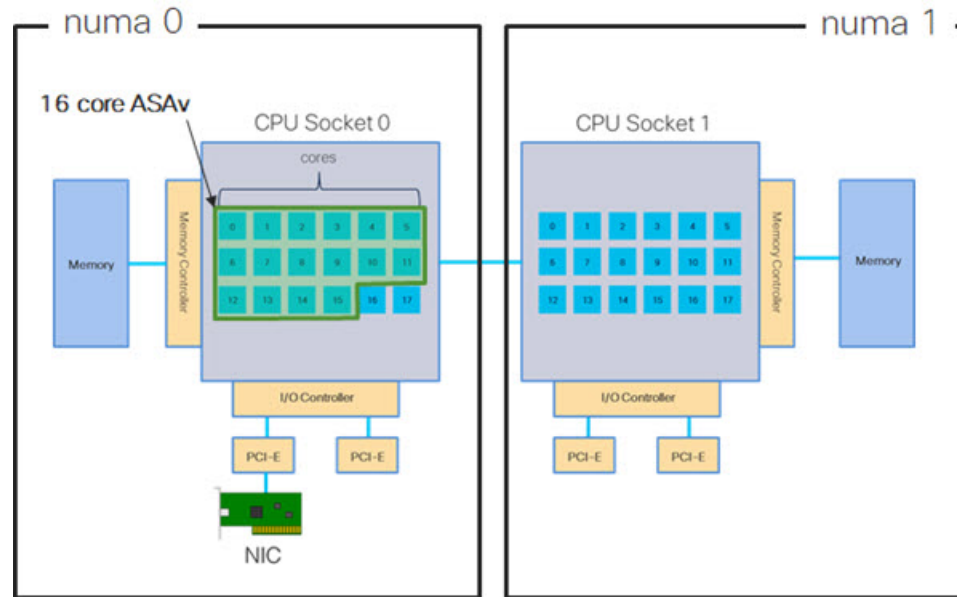 numa 0
numa 1
16 core ASAv
CPU Socket 0
CPU Socket 1
cores
0 1 2 3 4 5
6 7 8 9 10 11
12 13 14 15 16 17
0 1 2 3 4 5
6 7 8 9 10 11
12 13 14 15 16 17
Memory
Memory Controller
Memory Controller
Memory
I/O Controller
I/O Controller
PCI-E
PCI-E
PCI-E
PCI-E
NIC